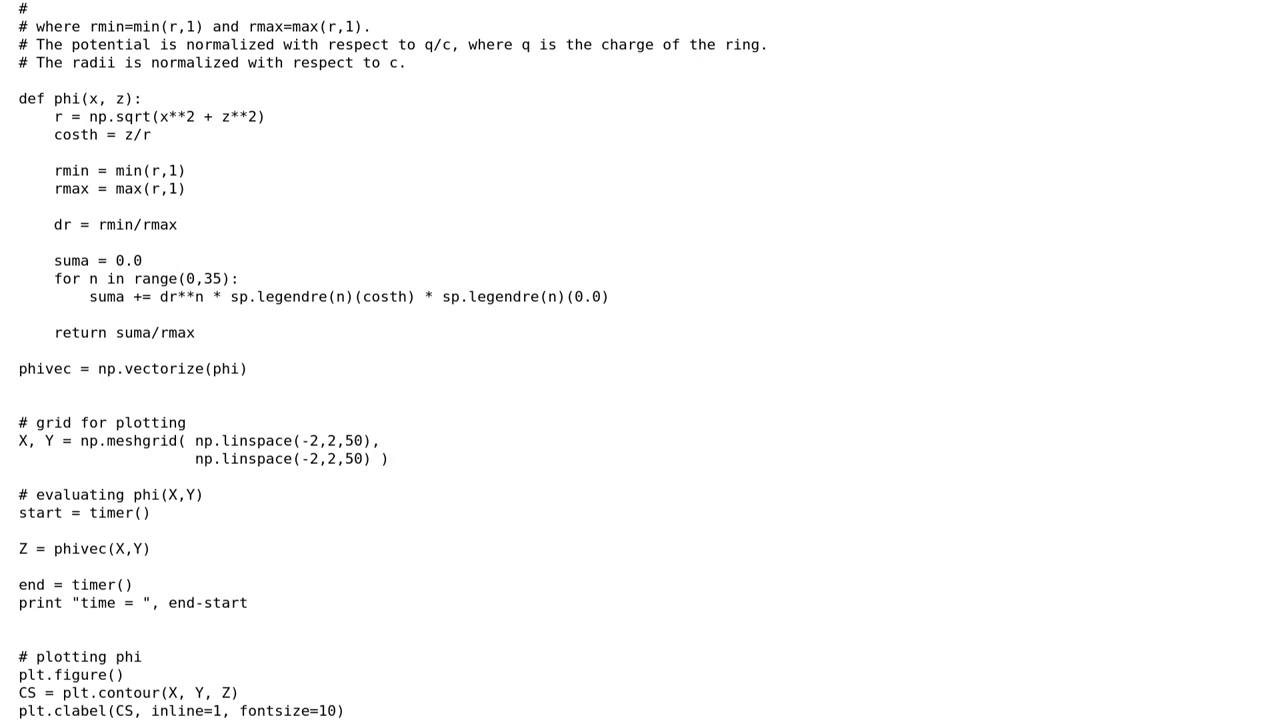 #
# where rmin=min(r,1) and rmax=max(r,1).
# The potential is normalized with respect to q/c, where q is the charge of the ring.
# The radii is normalized with respect to c.
def phi(x, z):
    r = np.sqrt(x**2 + z**2)
    costh = z/r
    rmin = min(r,1)
    rmax = max(r,1)
    dr = rmin/rmax
    suma = 0.0
    for n in range(0,35):
        suma += dr**n * sp.legendre(n)(costh) * sp.legendre(n)(0.0)
    return suma/rmax
phivec = np.vectorize(phi)
# grid for plotting
X, Y = np.meshgrid( np.linspace(-2,2,50),
                    np.linspace(-2,2,50) )
# evaluating phi(X,Y)
start = timer()
Z = phivec(X,Y)
end = timer()
print "time = ", end-start
# plotting phi
plt.figure()
CS = plt.contour(X, Y, Z)
plt.clabel(CS, inline=1, fontsize=10)